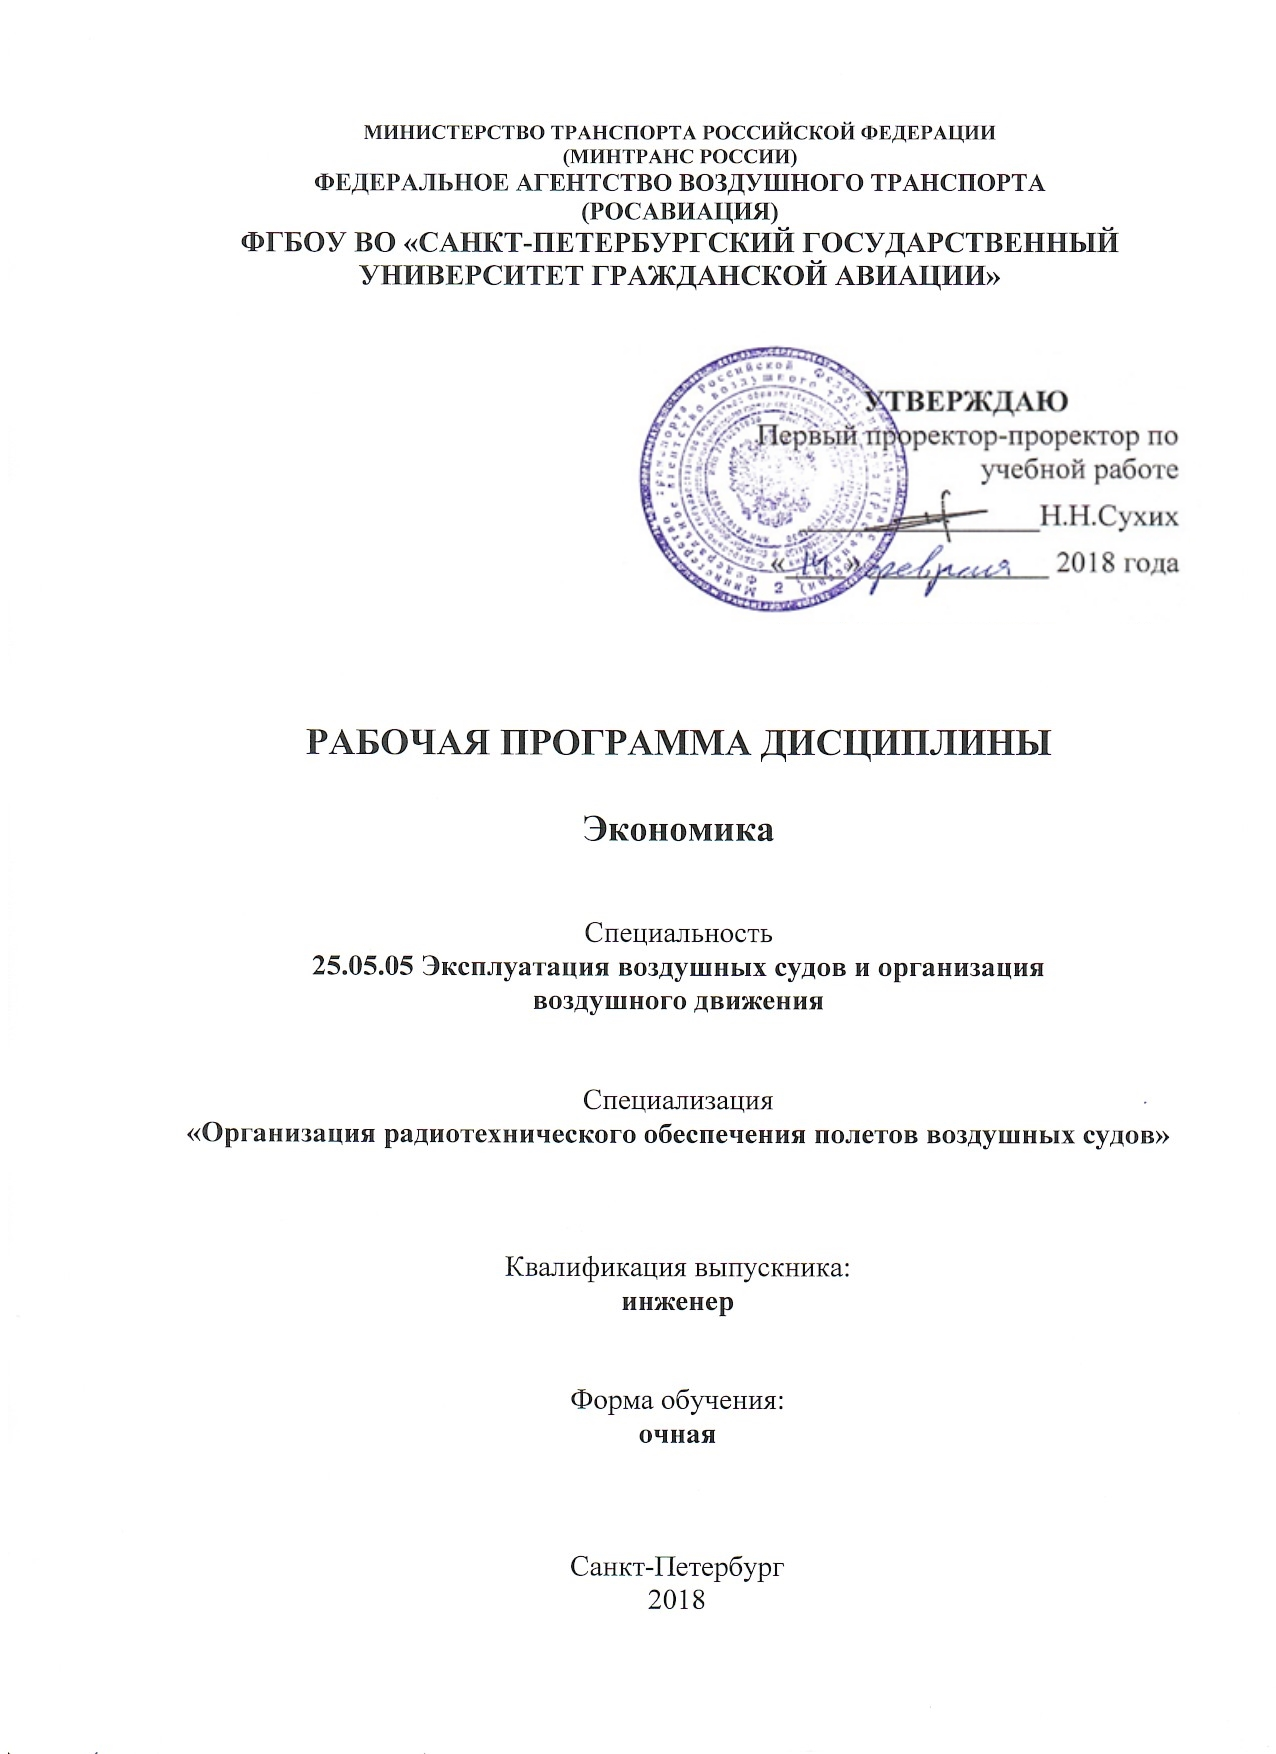 МИНИСТЕРСТВО ТРАНСПОРТА РОССИЙСКОЙ ФЕДЕРАЦИИ
(МИНТРАНС РОССИИ)
ФЕДЕРАЛЬНОЕ АГЕНТСТВО ВОЗДУШНОГО ТРАНСПОРТА
(РОСАВИАЦИЯ)
ФГБОУ ВО «САНКТ-ПЕТЕРБУРГСКИЙ ГОСУДАРСТВЕННЫЙ
УНИВЕРСИТЕТ ГРАЖДАНСКОЙ АВИАЦИИ»
УТВЕРЖДАЮ
Первый проректор-проректор по
учебной работе
Н.Н.Сухих
«14» февраля 2018 года
РАБОЧАЯ ПРОГРАММА ДИСЦИПЛИНЫ
Экономика
Специальность
25.05.05 Эксплуатация воздушных судов и организация
воздушного движения
Специализация
«Организация радиотехнического обеспечения полетов воздушных судов»
Квалификация выпускника:
инженер
Форма обучения:
очная
Санкт-Петербург
2018